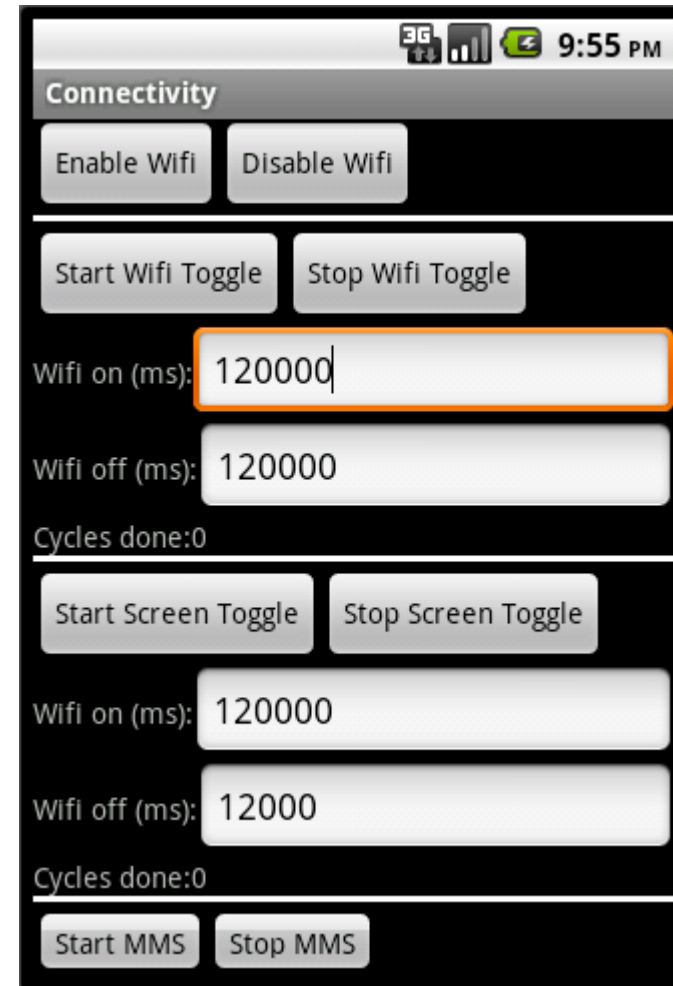 3G 9:55 PM
Connectivity
Enable Wifi Disable Wifi
Start Wifi Toggle Stop Wifi Toggle
Wifi on (ms): 120000
Wifi off (ms): 120000
Cycles done:0
Start Screen Toggle Stop Screen Toggle
Wifi on (ms): 120000
Wifi off (ms): 12000
Cycles done:0
Start MMS Stop MMS